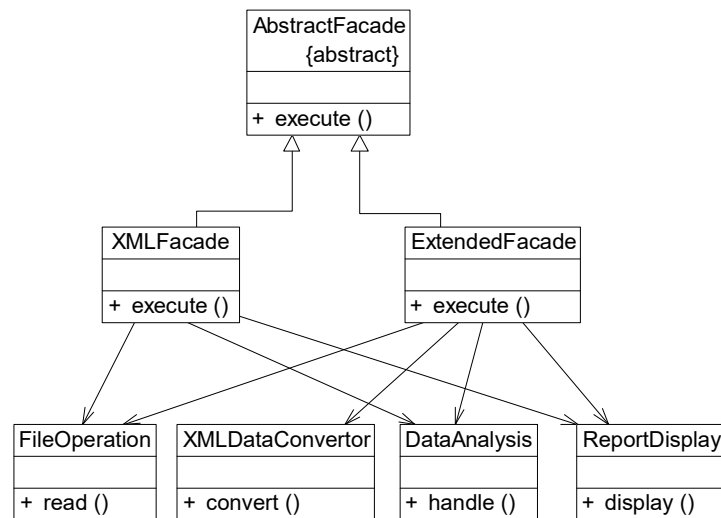 AbstractFacade
{abstract}
+ execute ()
XMLFacade
+ execute ()
ExtendedFacade
+ execute ()
FileOperation
+ read ()
XMLDataConvertor
+ convert ()
DataAnalysis
+ handle ()
ReportDisplay
+ display ()